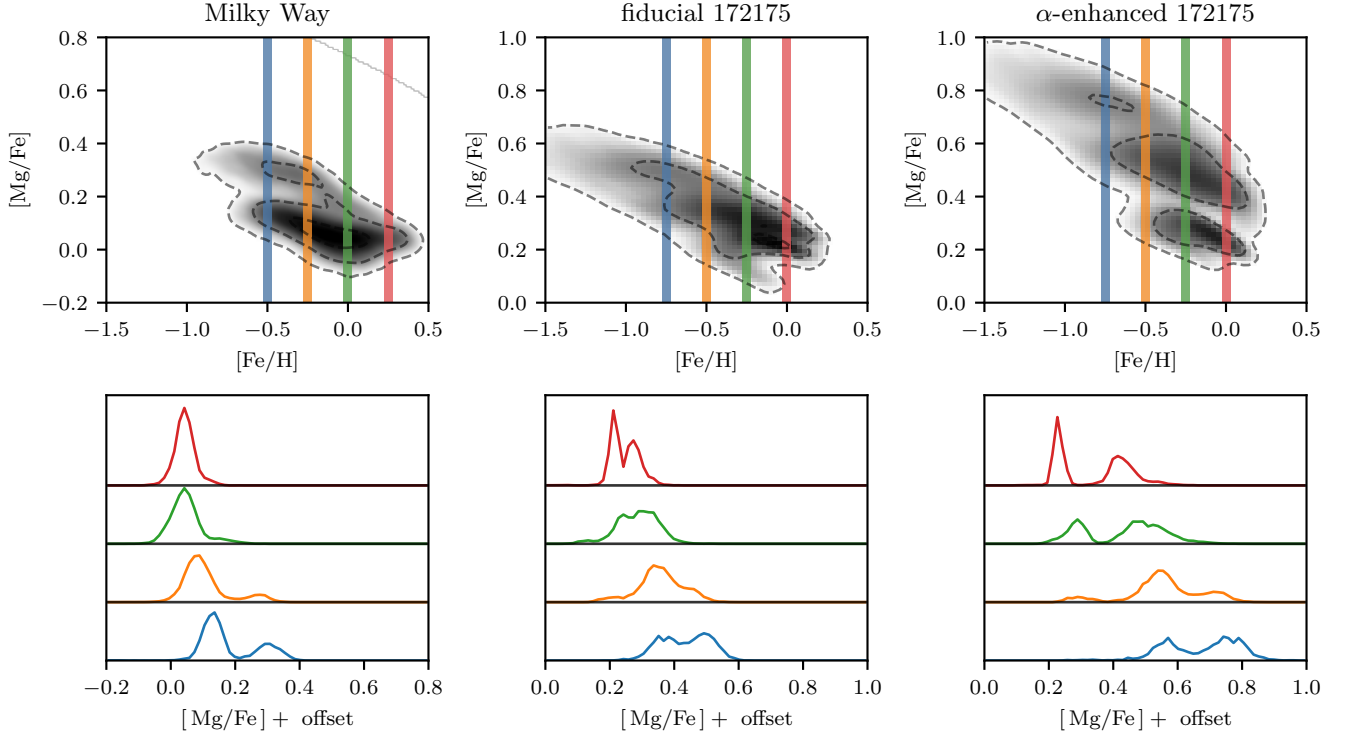 Milky Way
fiducial 172175
α-enhanced 172175
0.8
0.6
0.4
0.2
0.0
−0.2
[Mg/Fe]
−1.5 −1.0 −0.5 0.0 0.5
[Fe/H]
1.0
0.8
0.6
0.4
0.2
0.0
[Mg/Fe]
−1.5 −1.0 −0.5 0.0 0.5
[Fe/H]
1.0
0.8
0.6
0.4
0.2
0.0
[Mg/Fe]
−1.5 −1.0 −0.5 0.0 0.5
[Fe/H]
−0.2 0.0 0.2 0.4 0.6 0.8
[Mg/Fe] + offset
0.0 0.2 0.4 0.6 0.8 1.0
[Mg/Fe] + offset
0.0 0.2 0.4 0.6 0.8 1.0
[Mg/Fe] + offset